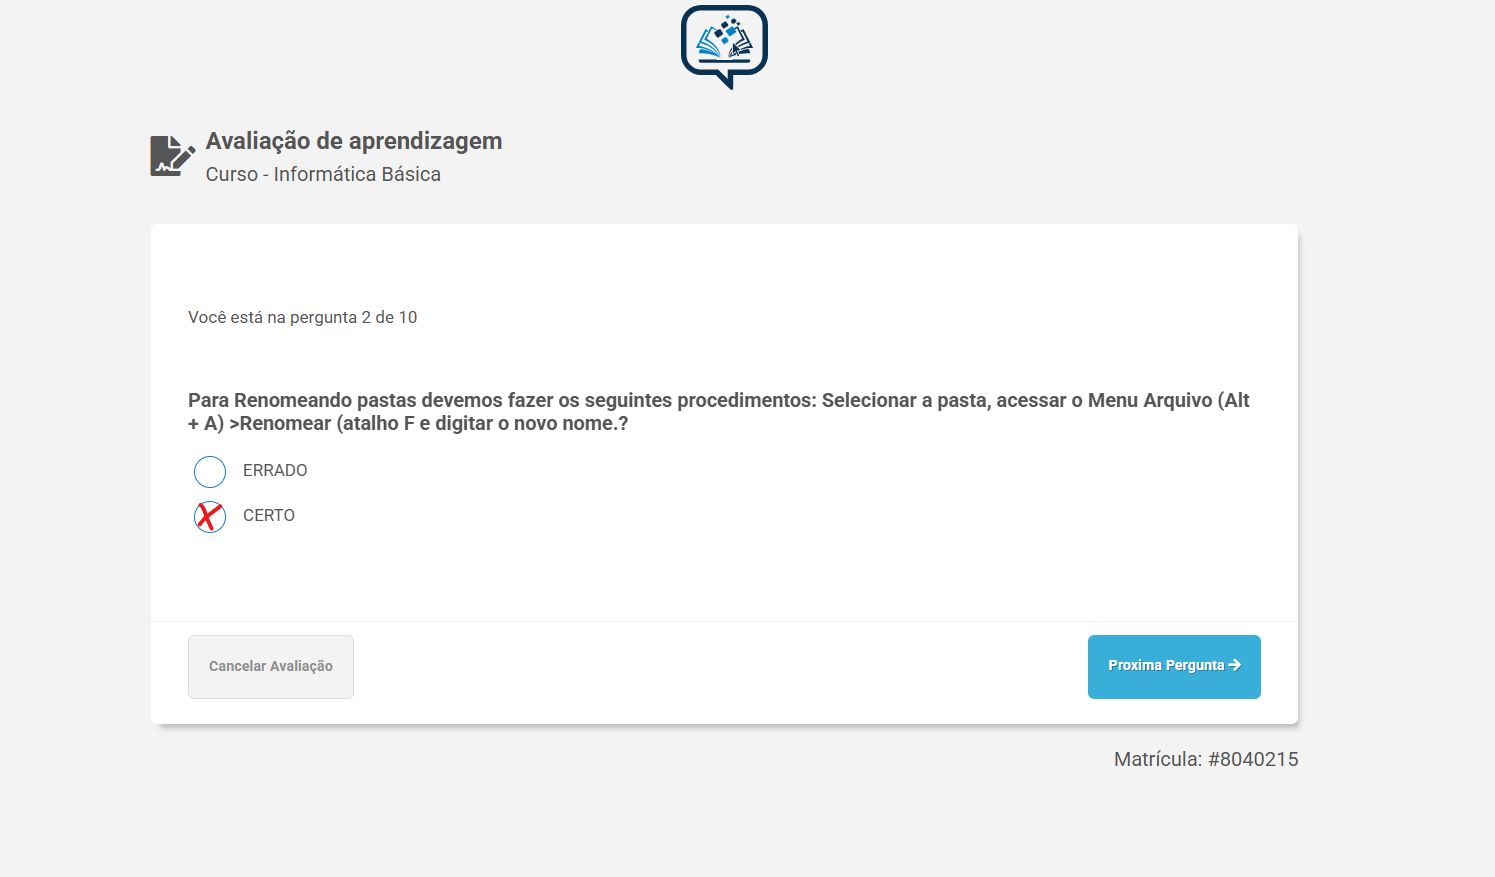 Avaliação de aprendizagem
Curso - Informática Básica
Você está na pergunta 2 de 10
Para Renomeando pastas devemos fazer os seguintes procedimentos: Selecionar a pasta, acessar o Menu Arquivo (Alt
+ A) >Renomear (atalho F e digitar o novo nome.?
ERRADO
CERTO
Cancelar Avaliação
Proxima Pergunta
Matrícula: #8040215